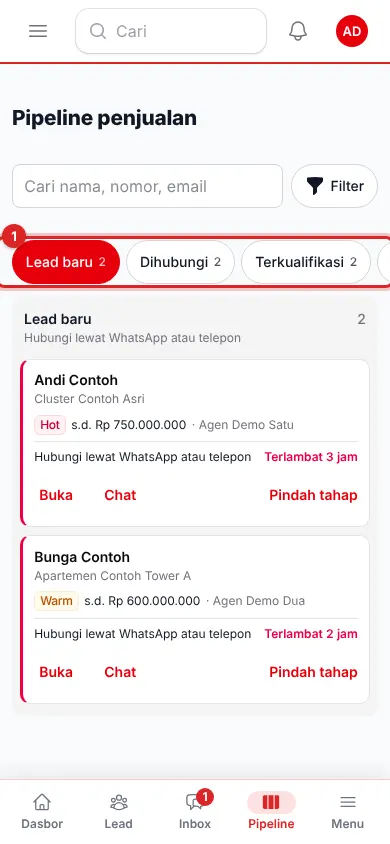 Cari
AD
Pipeline penjualan
Cari nama, nomor, email
Filter
1
Lead baru 2
Dihubungi 2
Terkualifikasi 2
Lead baru 2
Hubungi lewat WhatsApp atau telepon
Andi Contoh
Cluster Contoh Asri
Hot s.d. Rp 750.000.000 · Agen Demo Satu
Hubungi lewat WhatsApp atau telepon Terlambat 3 jam
Buka Chat Pindah tahap
Bunga Contoh
Apartemen Contoh Tower A
Warm s.d. Rp 600.000.000 · Agen Demo Dua
Hubungi lewat WhatsApp atau telepon Terlambat 2 jam
Buka Chat Pindah tahap
1
Dasbor Lead Inbox Pipeline Menu